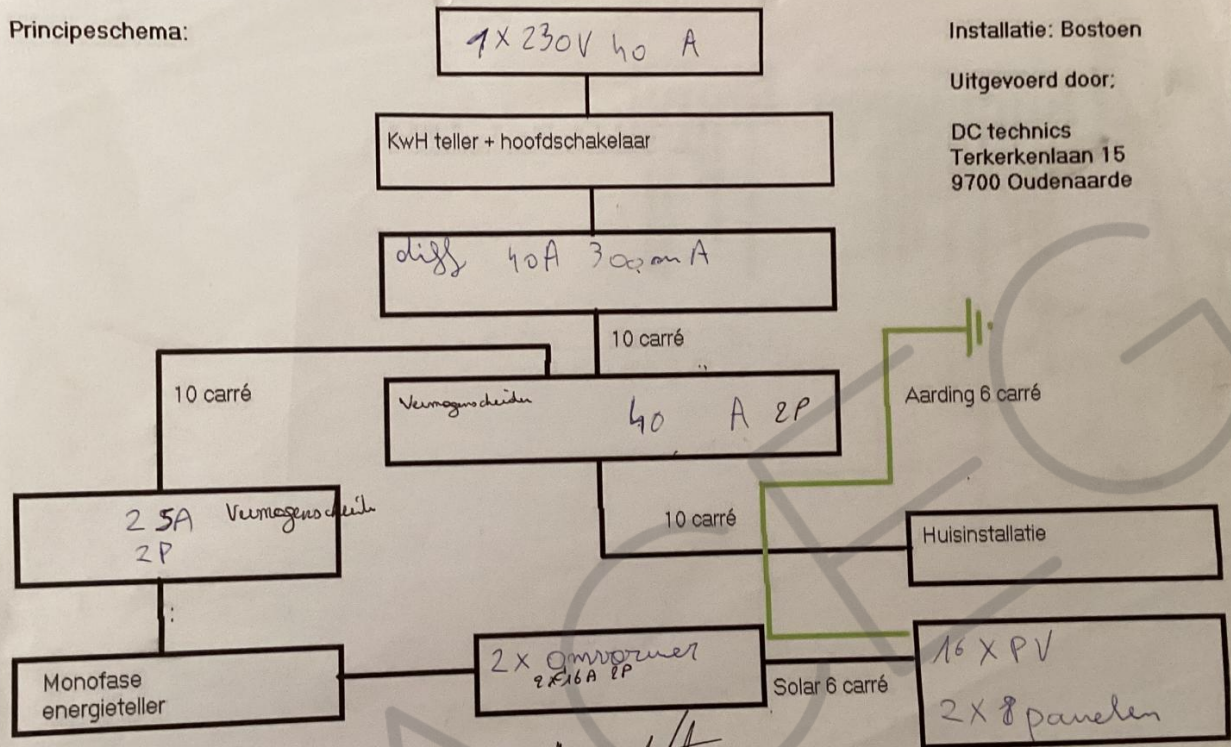 Principeschema:
1 X 230V 40 A
Installatie: Bostoen
Uitgevoerd door:
DC technics
Terkerkenlaan 15
9700 Oudenaarde
KwH teller + hoofdschakelaar
diff 40A 300mA
10 carré
10 carré
Vermogenscheider 40 A 2P
Aarding 6 carré
25A Vermogenscheider
2P
10 carré
Huisinstallatie
Monofase
energieteller
2x omvormer
2x16A 2P
Solar 6 carré
16 X PV
2 X 8 panelen